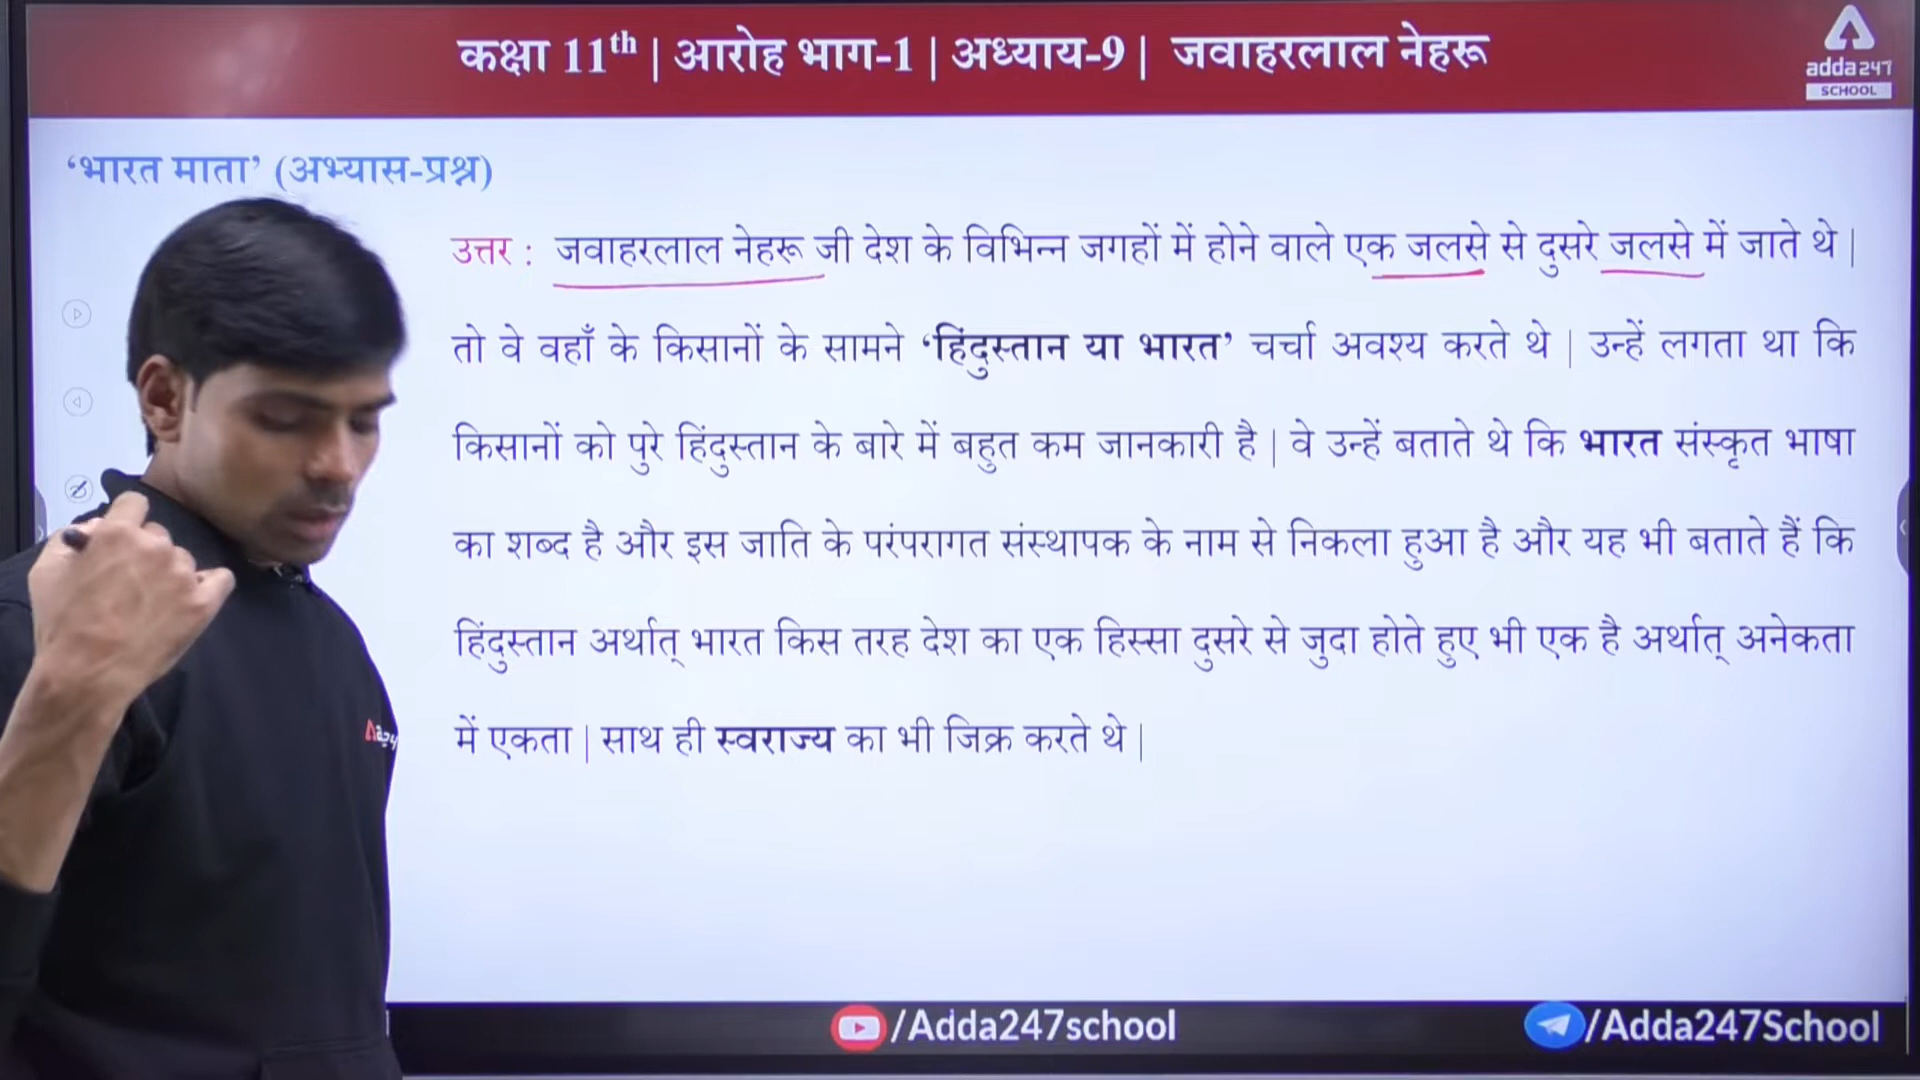 कक्षा 11th | आरोह भाग-1 | अध्याय-9 | जवाहरलाल नेहरू
adda247
SCHOOL
‘भारत माता’ (अभ्यास-प्रश्न)
उत्तर : जवाहरलाल नेहरू जी देश के विभिन्न जगहों में होने वाले एक जलसे से दुसरे जलसे में जाते थे |
तो वे वहाँ के किसानों के सामने ‘हिंदुस्तान या भारत’ चर्चा अवश्य करते थे | उन्हें लगता था कि
किसानों को पुरे हिंदुस्तान के बारे में बहुत कम जानकारी है | वे उन्हें बताते थे कि भारत संस्कृत भाषा
का शब्द है और इस जाति के परंपरागत संस्थापक के नाम से निकला हुआ है और यह भी बताते हैं कि
हिंदुस्तान अर्थात् भारत किस तरह देश का एक हिस्सा दुसरे से जुदा होते हुए भी एक है अर्थात् अनेकता
में एकता | साथ ही स्वराज्य का भी जिक्र करते थे |
/Adda247school
/Adda247School